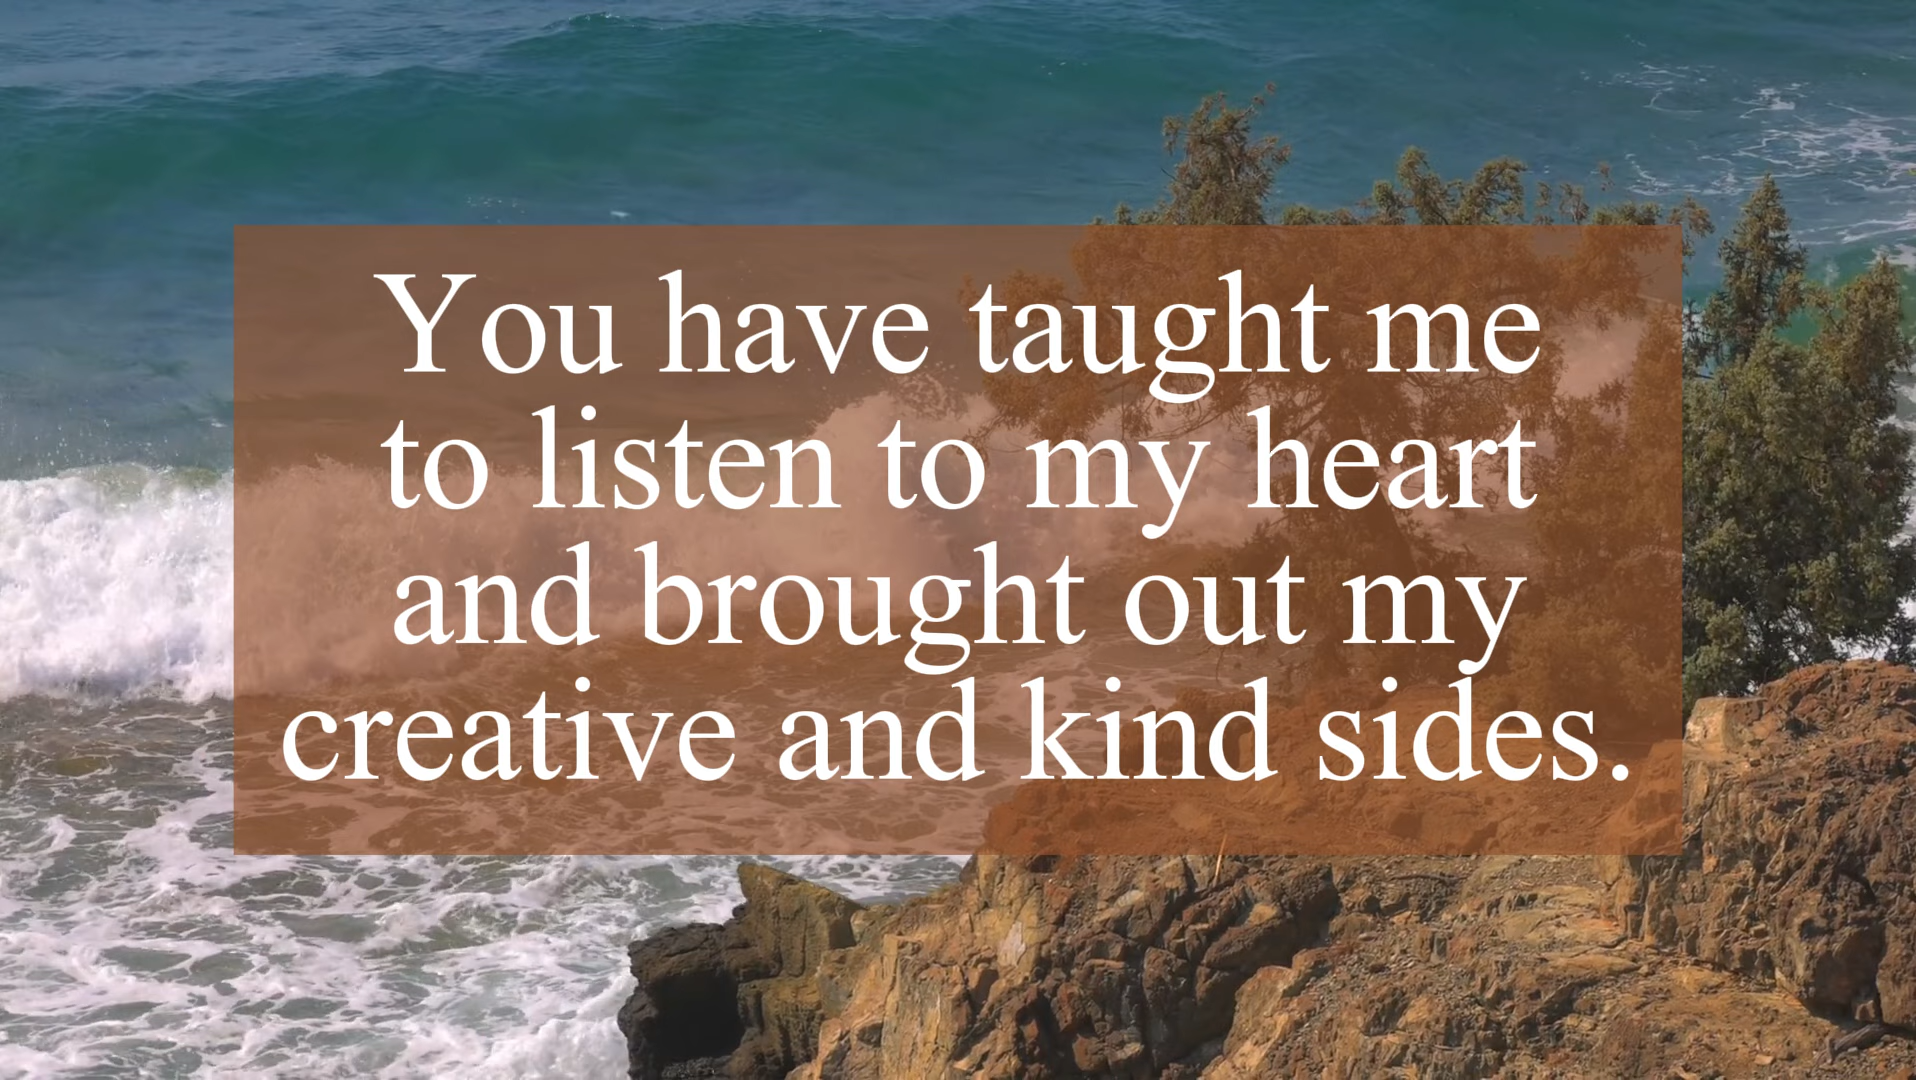 You have taught me
to listen to my heart
and brought out my
creative and kind sides.